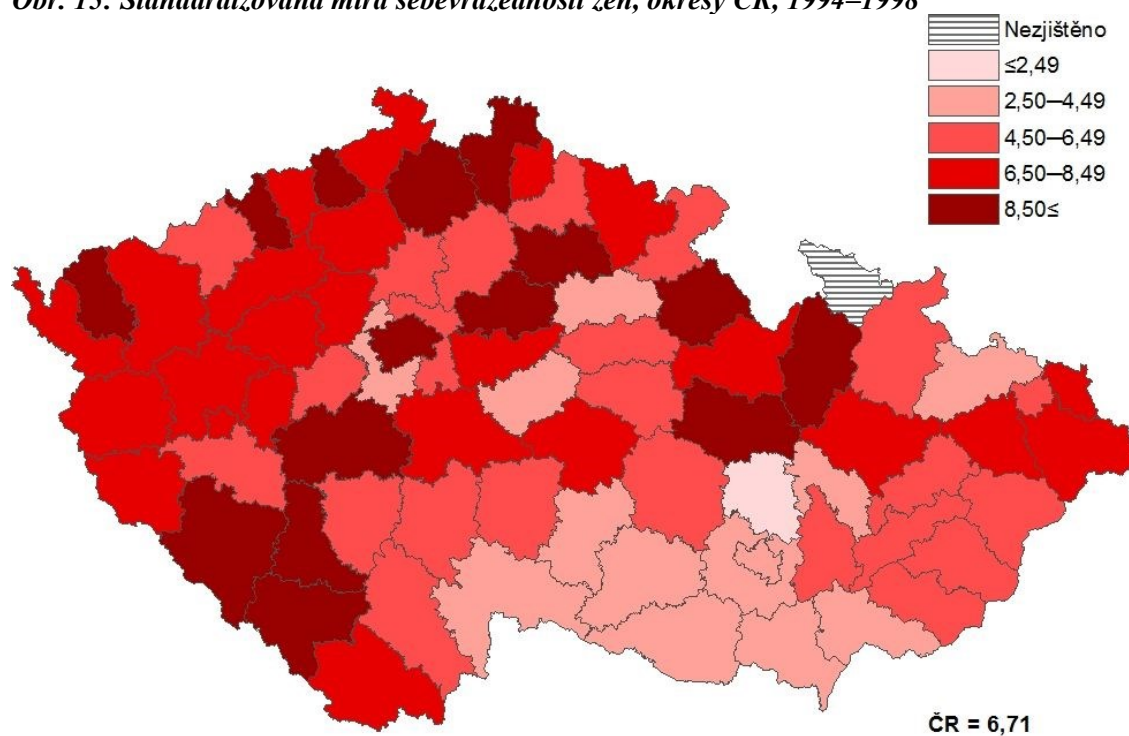 Obr. 15: Standardizovaná míra sebevražednosti žen, okresy ČR, 1994–1998
Nezjištěno
≤2,49
2,50—4,49
4,50—6,49
6,50—8,49
8,50≤
ČR = 6,71